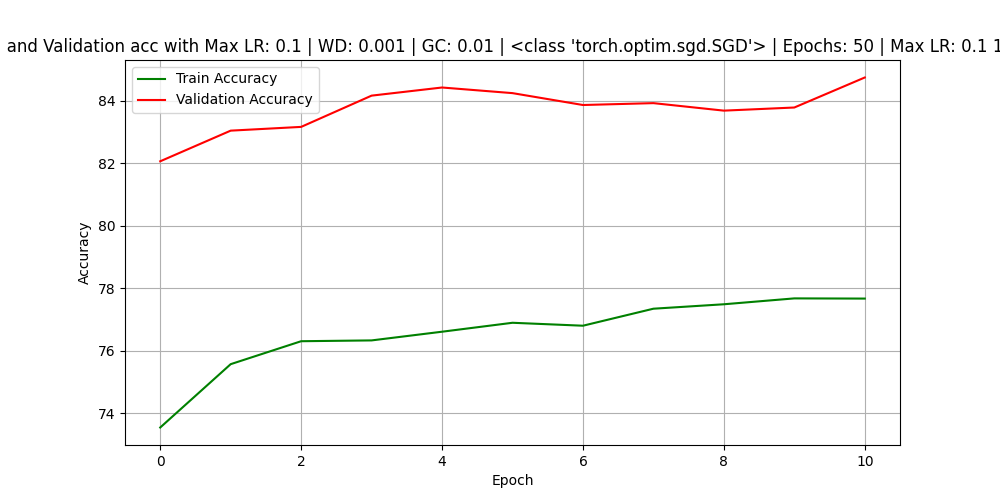 and Validation acc with Max LR: 0.1 | WD: 0.001 | GC: 0.01 | <class 'torch.optim.sgd.SGD'> | Epochs: 50 | Max LR: 0.1 1
Train Accuracy
Validation Accuracy
84
82
80
78
76
74
Accuracy
0 2 4 6 8 10
Epoch